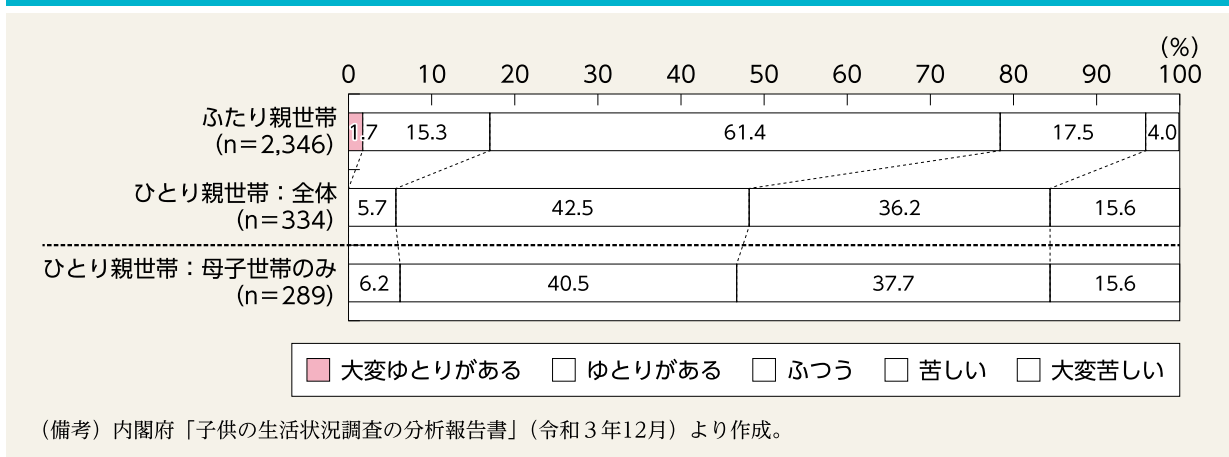 (%)
0 10 20 30 40 50 60 70 80 90 100
ふたり親世帯
(n＝2,346)
1.7 15.3 61.4 17.5 4.0
ひとり親世帯：全体
(n＝334)
5.7 42.5 36.2 15.6
ひとり親世帯：母子世帯のみ
(n＝289)
6.2 40.5 37.7 15.6
大変ゆとりがある ゆとりがある ふつう 苦しい 大変苦しい
（備考）内閣府「子供の生活状況調査の分析報告書」（令和３年12月）より作成。